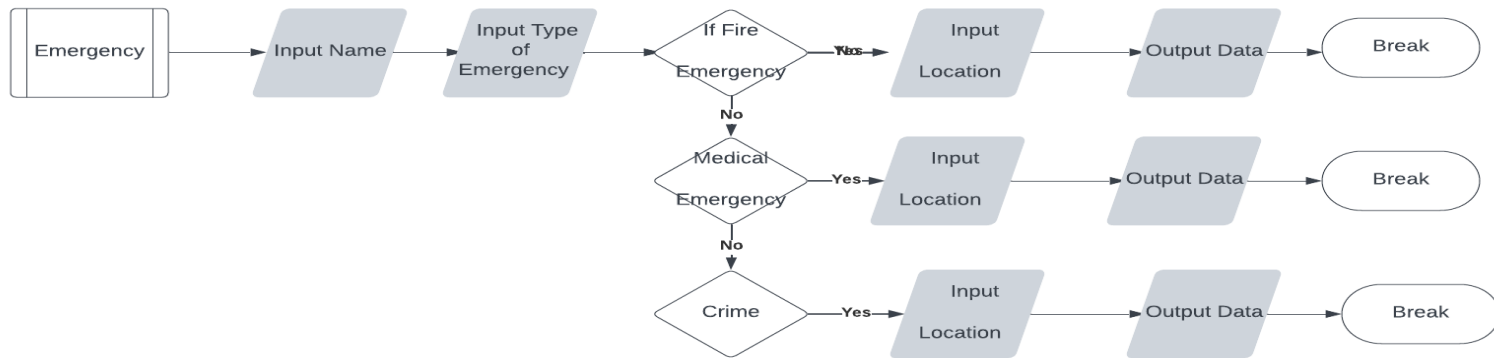 Emergency
Input Name
Input Type
of
Emergency
If Fire
Emergency
Input
Location
Output Data
Break
No
Medical
Emergency
Yes
Input
Location
Output Data
Break
No
Crime
Yes
Input
Location
Output Data
Break